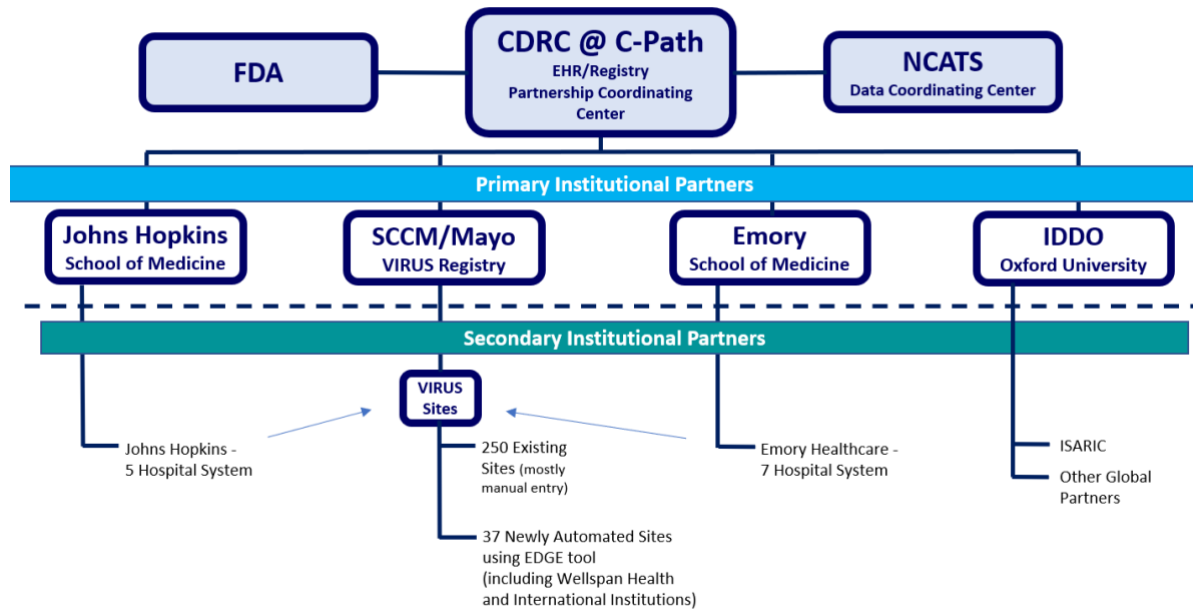 FDA
CDRC @ C-Path
EHR/Registry
Partnership Coordinating
Center
NCATS
Data Coordinating Center
Primary Institutional Partners
Johns Hopkins
School of Medicine
SCCM/Mayo
VIRUS Registry
Emory
School of Medicine
IDDO
Oxford University
Secondary Institutional Partners
VIRUS
Sites
Johns Hopkins -
5 Hospital System
250 Existing
Sites (mostly
manual entry)
Emory Healthcare -
7 Hospital System
ISARIC
Other Global
Partners
37 Newly Automated Sites
using EDGE tool
(including Wellspan Health
and International Institutions)